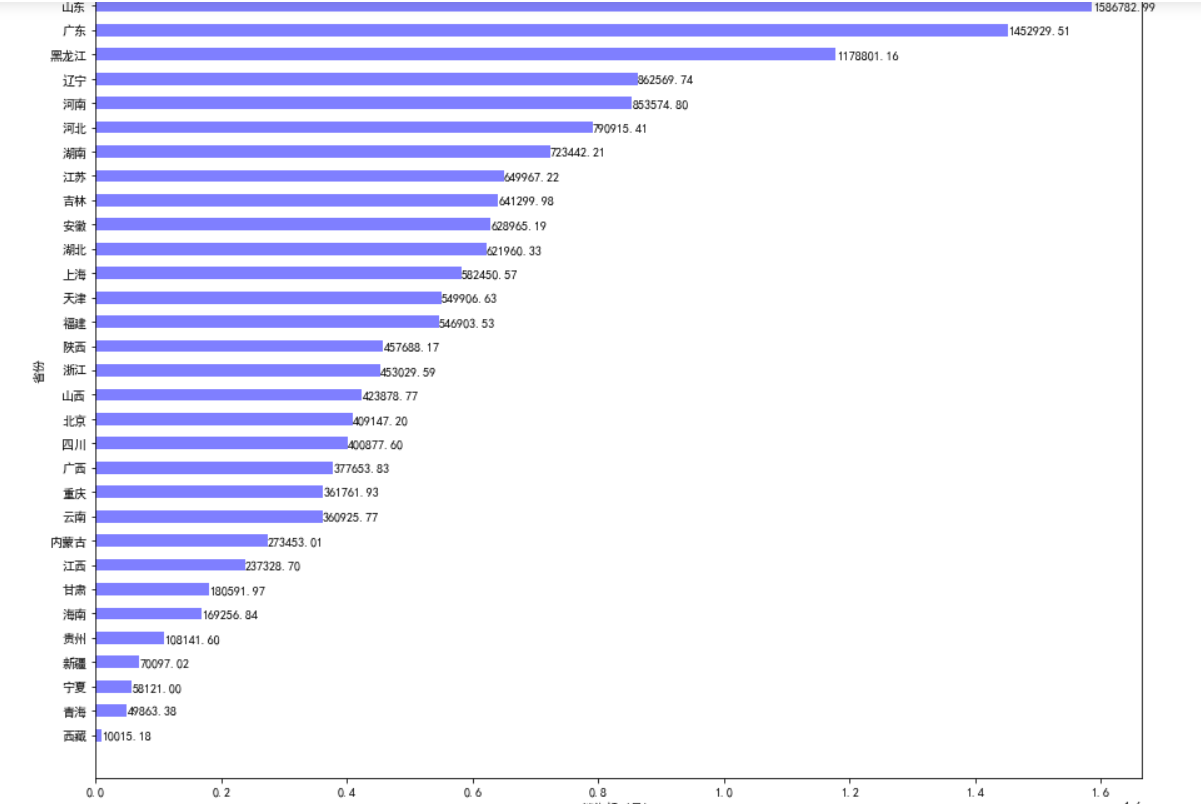 山东 1586782.99
广东 1452929.51
黑龙江 1178801.16
辽宁 862569.74
河南 853574.80
河北 790915.41
湖南 723442.21
江苏 649967.22
吉林 641299.98
安徽 628965.19
湖北 621960.33
上海 582450.57
天津 549906.63
福建 546903.53
陕西 457688.17
省份
浙江 453029.59
山西 423878.77
北京 409147.20
四川 400877.60
广西 377653.83
重庆 361761.93
云南 360925.77
内蒙古 273453.01
江西 237328.70
甘肃 180591.97
海南 169256.84
贵州 108141.60
新疆 70097.02
宁夏 58121.00
青海 49863.38
西藏 10015.18
0.0 0.2 0.4 0.6 0.8 1.0 1.2 1.4 1.6